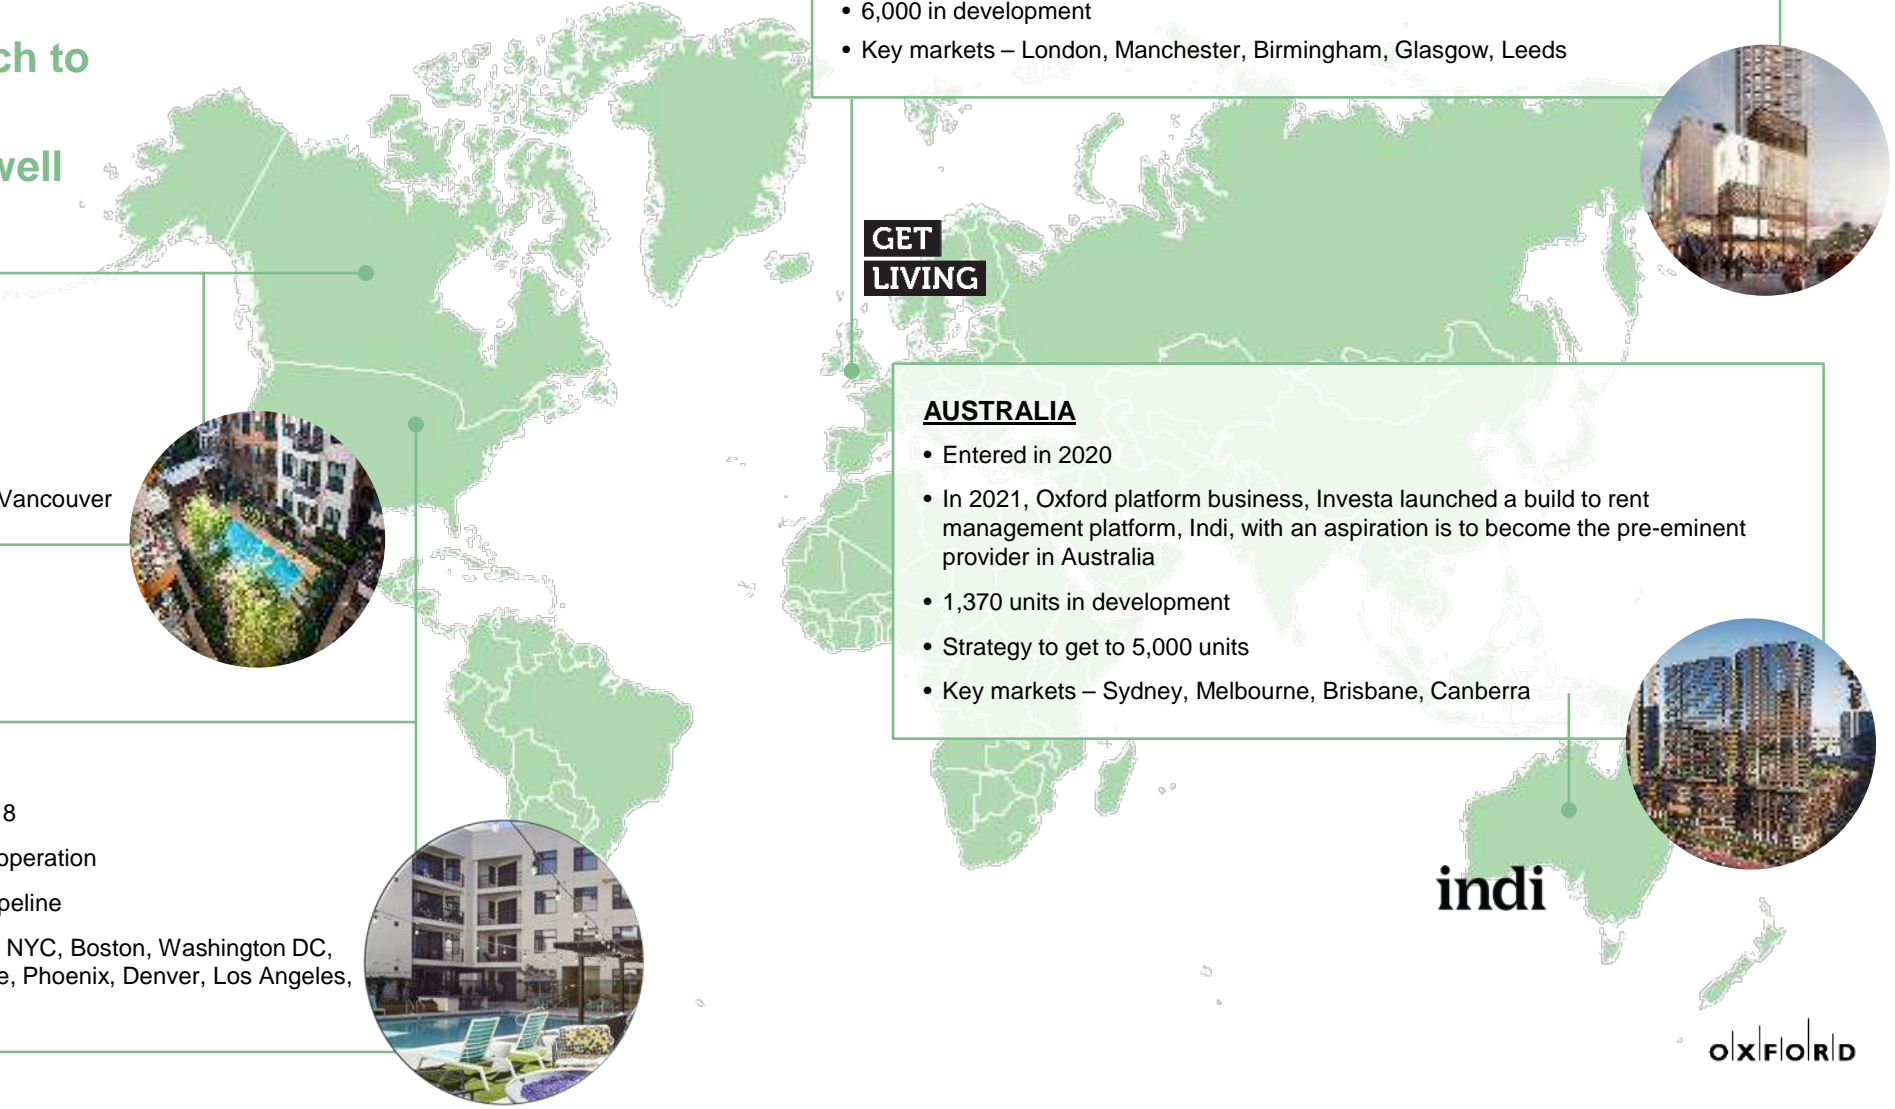 ch to
well
• 6,000 in development
• Key markets – London, Manchester, Birmingham, Glasgow, Leeds
GET
LIVING
Vancouver
8
operation
peline
NYC, Boston, Washington DC,
e, Phoenix, Denver, Los Angeles,
AUSTRALIA
• Entered in 2020
• In 2021, Oxford platform business, Investa launched a build to rent
management platform, Indi, with an aspiration is to become the pre-eminent
provider in Australia
• 1,370 units in development
• Strategy to get to 5,000 units
• Key markets – Sydney, Melbourne, Brisbane, Canberra
indi
OXFORD